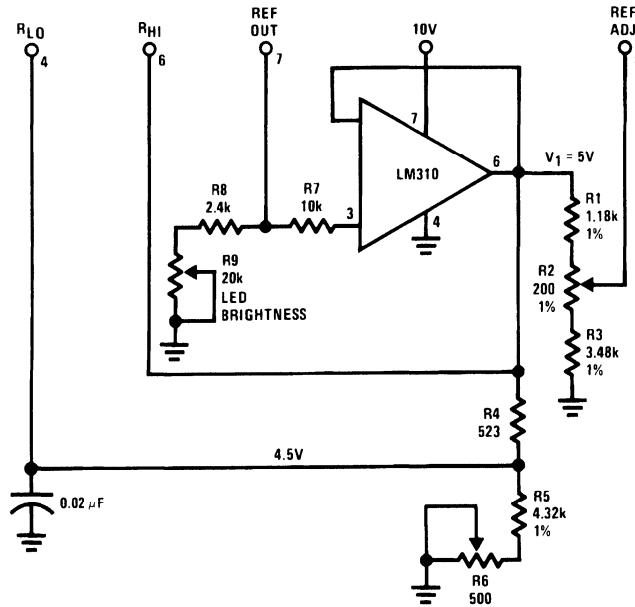 RLO
4
RHI
6
REF
OUT
7
10V
REF
ADJ
7
6
LM310
3
4
V1 = 5V
R8
2.4k
R7
10k
R9
20k
LED
BRIGHTNESS
R1
1.18k
1%
R2
200
1%
R3
3.48k
1%
R4
523
4.5V
0.02 μF
R5
4.32k
1%
R6
500